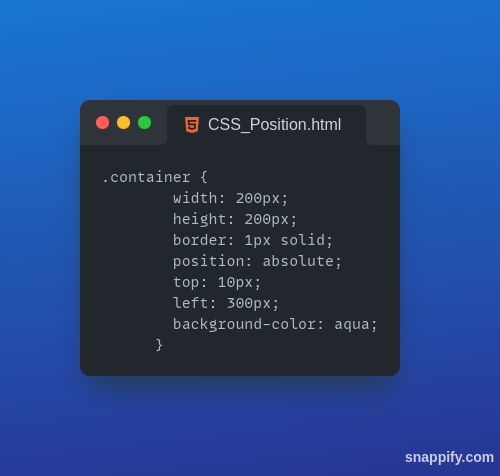 CSS_Position.html
.container {
width: 200px;
height: 200px;
border: 1px solid;
position: absolute;
top: 10px;
left: 300px;
background-color: aqua;
}
snappify.com